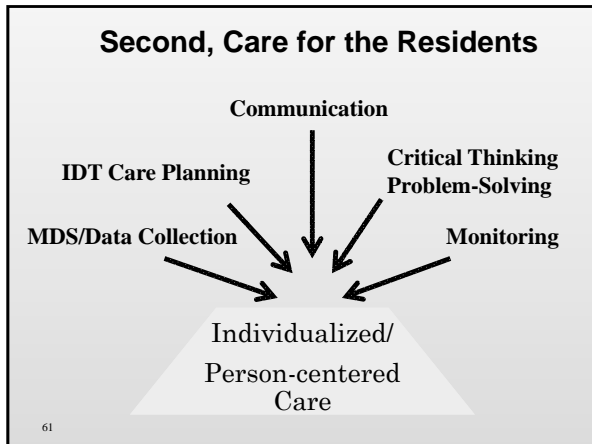 Second, Care for the Residents
Communication
IDT Care Planning
Critical Thinking
Problem-Solving
MDS/Data Collection
Monitoring
Individualized/
Person-centered
Care
61